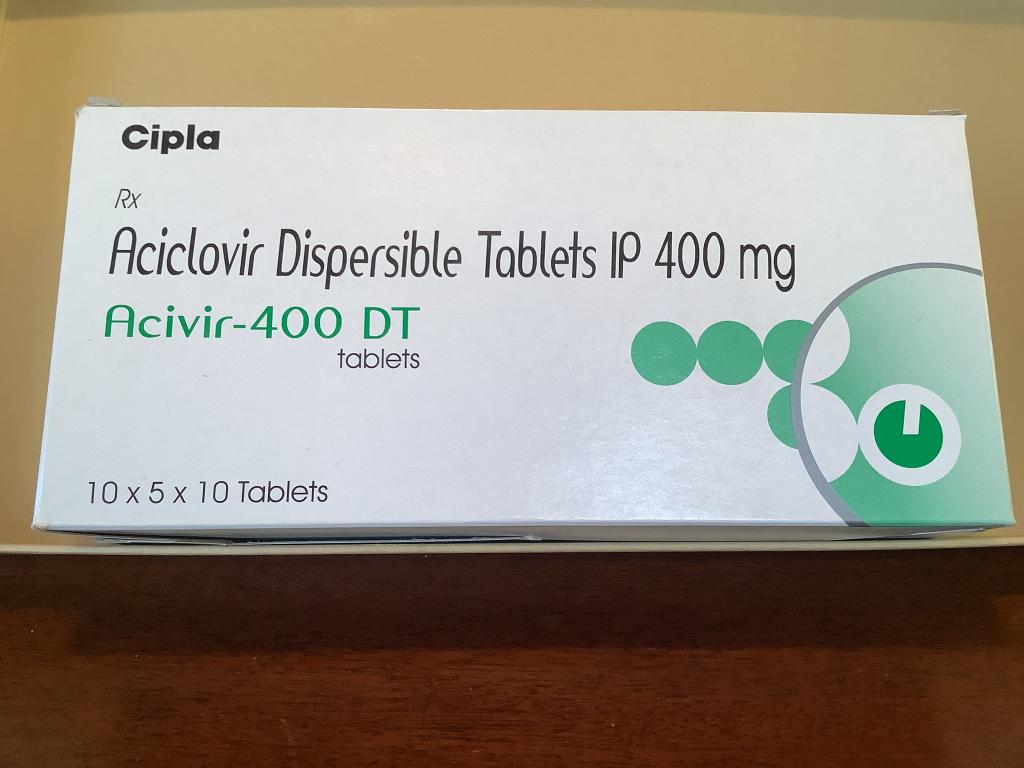 Cipla
Rx
Aciclovir Dispersible Tablets IP 400 mg
Acivir-400 DT
tablets
10 x 5 x 10 Tablets